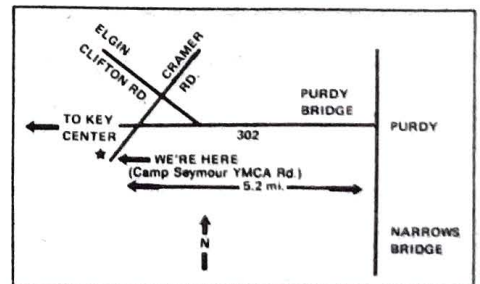 ELGIN
CLIFTON RD.
CRAMER
RD.
PURDY
BRIDGE
TO KEY
CENTER
302
PURDY
WE'RE HERE
(Camp Seymour YMCA Rd.)
5.2 mi.
N
NARROWS
BRIDGE